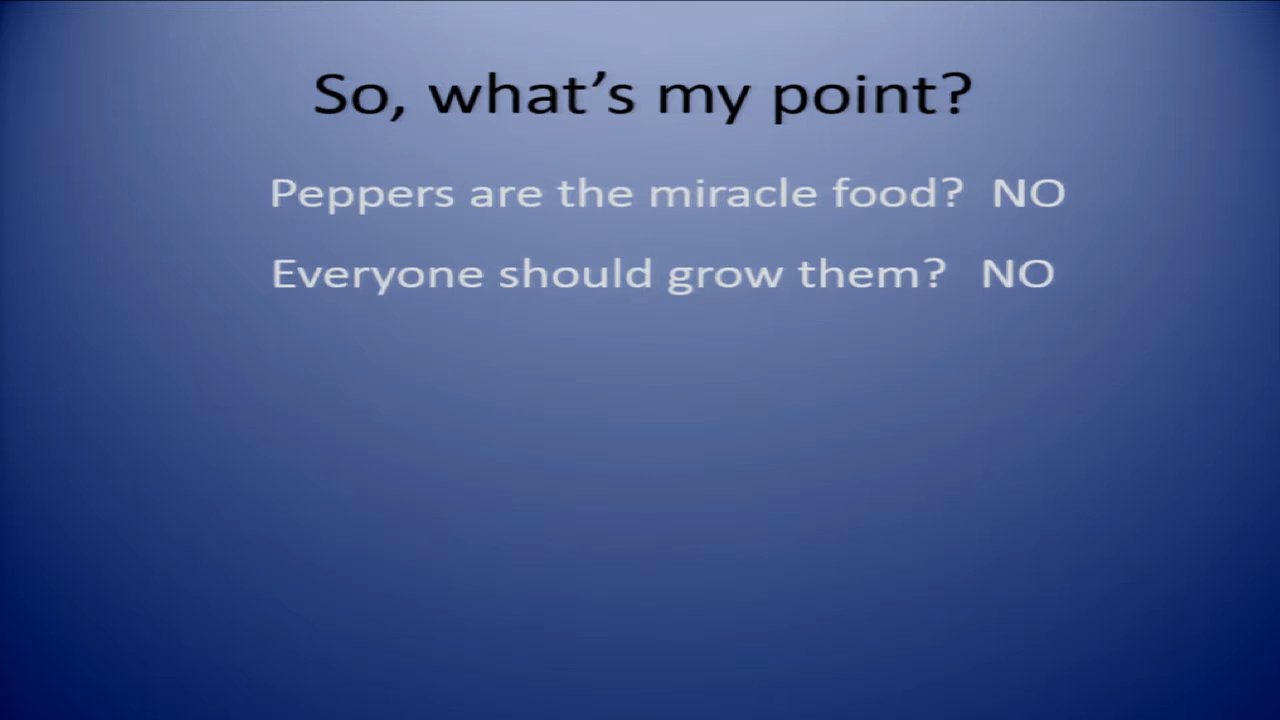 So, what's my point?
Peppers are the miracle food? NO
Everyone should grow them? NO